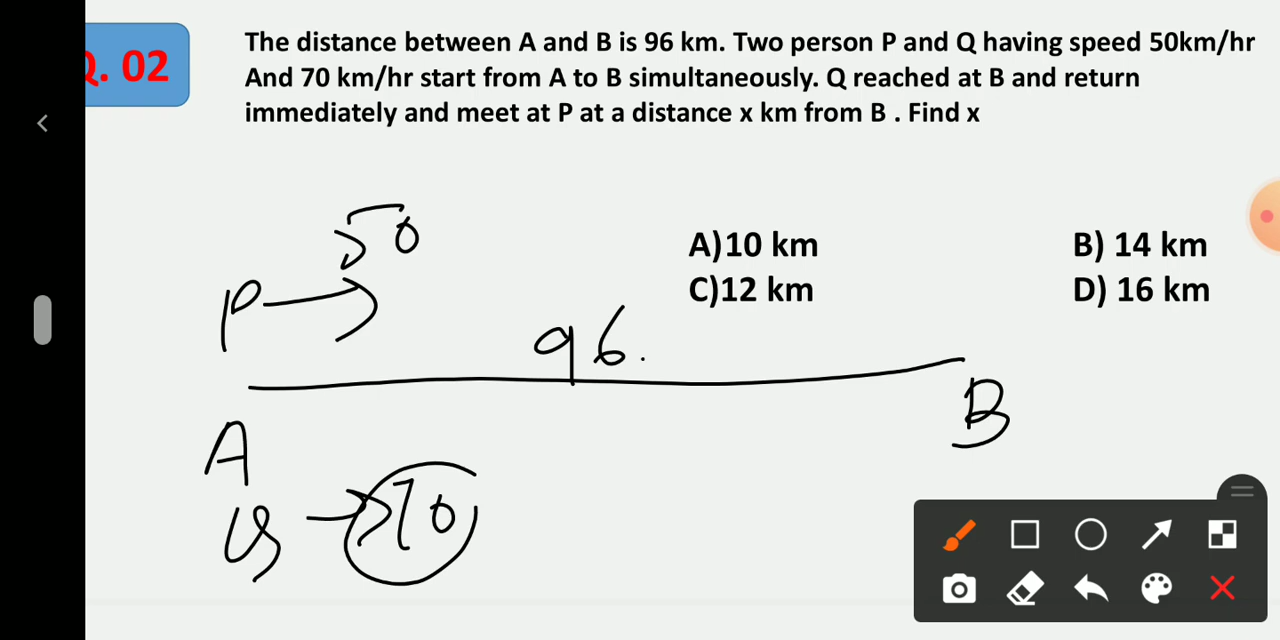 Q. 02
The distance between A and B is 96 km. Two person P and Q having speed 50km/hr
And 70 km/hr start from A to B simultaneously. Q reached at B and return
immediately and meet at P at a distance x km from B . Find x
50
A)10 km
B) 14 km
C)12 km
D) 16 km
P
96.
B
A
Q 70